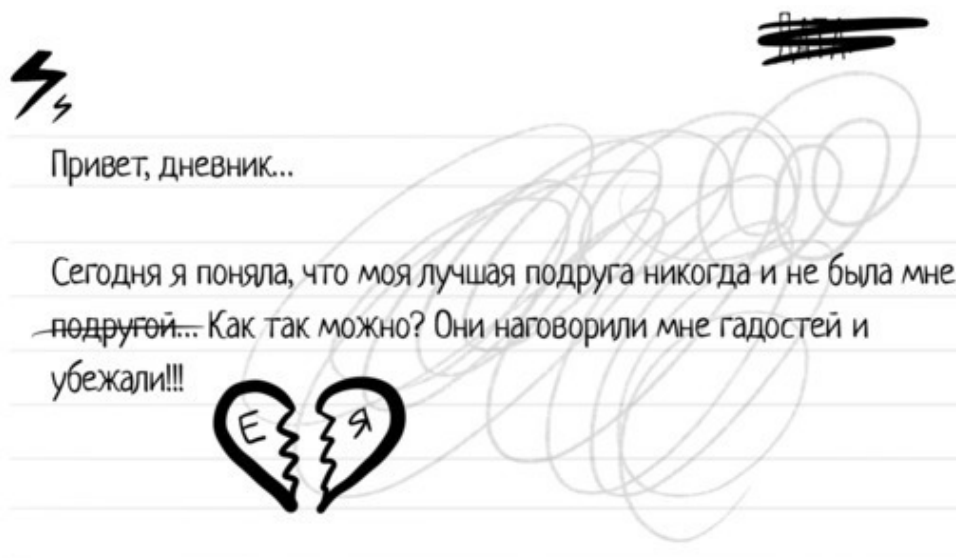 Дата:
Привет, дневник...
Сегодня я поняла, что моя лучшая подруга никогда и не была мне
подругой... Как так можно? Они наговорили мне гадостей и
убежали!!!
Е Я